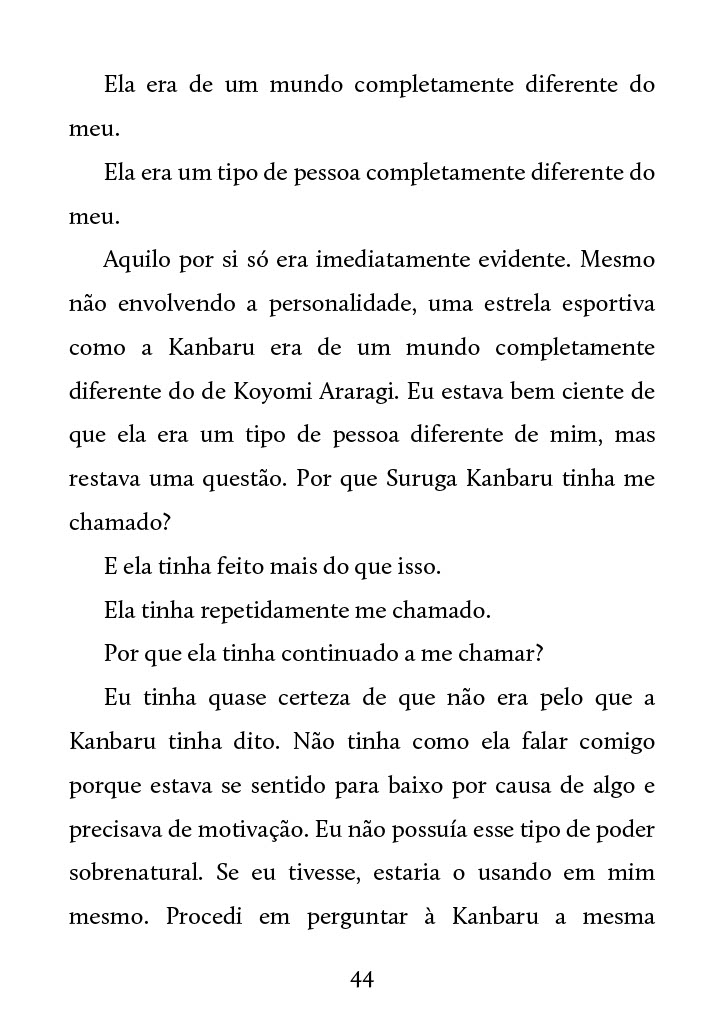 Ela era de um mundo completamente diferente do
meu.
Ela era um tipo de pessoa completamente diferente do
meu.
Aquilo por si só era imediatamente evidente. Mesmo
não envolvendo a personalidade, uma estrela esportiva
como a Kanbaru era de um mundo completamente
diferente do de Koyomi Araragi. Eu estava bem ciente de
que ela era um tipo de pessoa diferente de mim, mas
restava uma questão. Por que Suruga Kanbaru tinha me
chamado?
E ela tinha feito mais do que isso.
Ela tinha repetidamente me chamado.
Por que ela tinha continuado a me chamar?
Eu tinha quase certeza de que não era pelo que a
Kanbaru tinha dito. Não tinha como ela falar comigo
porque estava se sentido para baixo por causa de algo e
precisava de motivação. Eu não possuía esse tipo de poder
sobrenatural. Se eu tivesse, estaria o usando em mim
mesmo. Procedi em perguntar à Kanbaru a mesma
44